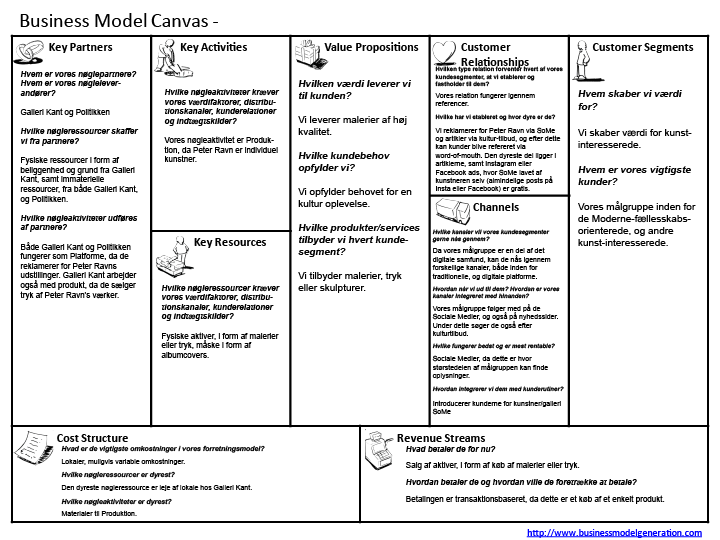 Business Model Canvas -
Key Partners
Hvem er vores nøglepartnere?
Hvem er vores nøglelever-
andører?
Galleri Kant og Politikken
Hvilke nøgleressourcer skaffer
vi fra partnere?
Fysiske ressourcer i form af
beliggenhed og grund fra Galleri
Kant, samt immaterielle
ressourcer, fra både Galleri Kant,
og Politikken.
Hvilke nøgleaktiviteter udføres
af partnere?
Både Galleri Kant og Politikken
fungerer som Platforme, da de
reklamerer for Peter Ravns
udstillinger. Galleri Kant hjælper
også med produkt, da de sælger
tryk af Peter Ravn's værker.
Key Activities
Hvilke nøgleaktiviteter kræver
vores værdifaktorer, distribu-
tionskanaler, kunderelationer
og indtægtskilder?
Vores nøgleaktivitet er Produk-
tion, da Peter Ravn er individuel
kunstner.
Key Resources
Hvilke nøgleressourcer kræver
vores værdifaktorer, distribu-
tionskanaler, kunderelationer
og indtægtskilder?
Fysiske aktiver, i form af malerier
eller tryk, måske i form af
albumcovers.
Value Propositions
Hvilken værdi leverer vi
til kunden?
Vi leverer malerier af høj
kvalitet.
Hvilke kundebehov
opfylder vi?
Vi opfylder behovet for en
kultur oplevelse.
Hvilke produkter/services
tilbyder vi hvert kunde-
segment?
Vi tilbyder malerier, tryk
eller skulpturer.
Customer
Relationships
Hvilken type relation forventer hvert af vores
kundesegmenter, at vi etablerer og
fastholder til dem?
Vores relation fungerer igennem
referencer.
Hvilke har vi etableret og hvor dyre er de?
Vi reklamerer for Peter Ravn via SoMe
og artikler via kultur-tilbud, og efter dette
kan kunder blive refereret via
word-of-mouth. Den dyreste del ligger i
artiklerne, samt Instagram eller
Facebook ads, hvor SoMe lavet af
kunstneren selv (almindelige posts på
Insta eller Facebook) er gratis.
Channels
Hvilke kanaler vil vores kundesegmenter
gerne nås gennem?
Da vores målgruppe er en del af det
digitale samfund, kan de nås igennem
forskellige kanaler, både inden for
traditionelle, og digitale platforme.
Hvordan når vi ud til dem? Hvordan er vores
kanaler integreret med hinanden?
Vores målgruppe følger med på de
Sociale Medier, og også på nyhedssider.
Under dette søger de også efter
kulturtilbud.
Hvilke fungerer bedst og er mest rentable?
Sociale Medier, da dette er hvor
størstedelen af målgruppen kan finde
oplysninger.
Hvordan integrerer vi dem med kunderutiner?
Introducerer kunderne for kunstner/galleri
SoMe
Customer Segments
Hvem skaber vi værdi
for?
Vi skaber værdi for kunst-
interesserede.
Hvem er vores vigtigste
kunder?
Vores målgruppe inden for
de Moderne-fællesskabs-
orienterede, og andre
kunst-interesserede.
Cost Structure
Hvad er de vigtigste omkostninger i vores forretningsmodel?
Lokaler, muligvis variable omkostninger.
Hvilke nøgleressourcer er dyrest?
Den dyreste nøgleressourcer er leje af lokale hos Galleri Kant.
Hvilke nøgleaktiviteter er dyrest?
Materialer til Produktion.
Revenue Streams
Hvad betaler de for nu?
Salg af aktiver, i form af køb af malerier eller tryk.
Hvordan betaler de og hvordan ville de foretrække at betale?
Betalingen er transaktionsbaseret, da dette er et køb af et enkelt produkt.
http://www.businessmodelgeneration.com